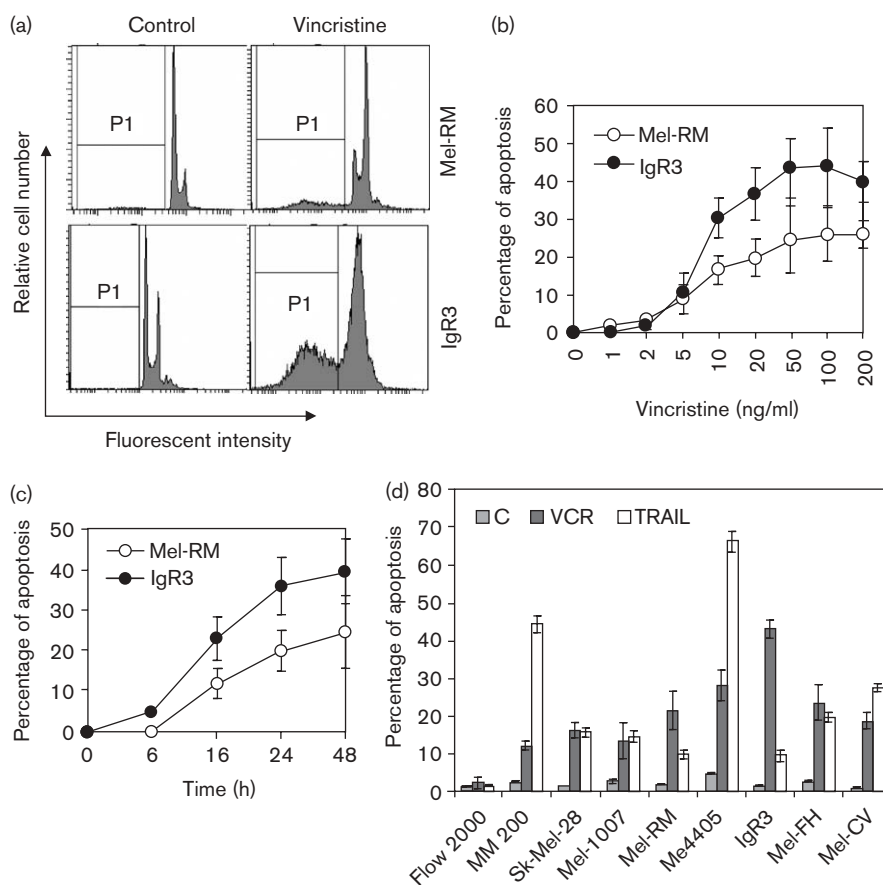 (a)
Control
Vincristine
P1
P1
Mel-RM
P1
P1
IgR3
Relative cell number
Fluorescent intensity
(b)
60
50
40
30
20
10
0
Percentage of apoptosis
Mel-RM
IgR3
0 1 2 5 10 20 50 100 200
Vincristine (ng/ml)
(c)
50
40
30
20
10
0
Percentage of apoptosis
Mel-RM
IgR3
0 6 16 24 48
Time (h)
(d)
80
70
60
50
40
30
20
10
0
Percentage of apoptosis
C VCR TRAIL
Flow 2000
MM 200
Sk-Mel-28
Mel-1007
Mel-RM
Me4405
IgR3
Mel-FH
Mel-CV